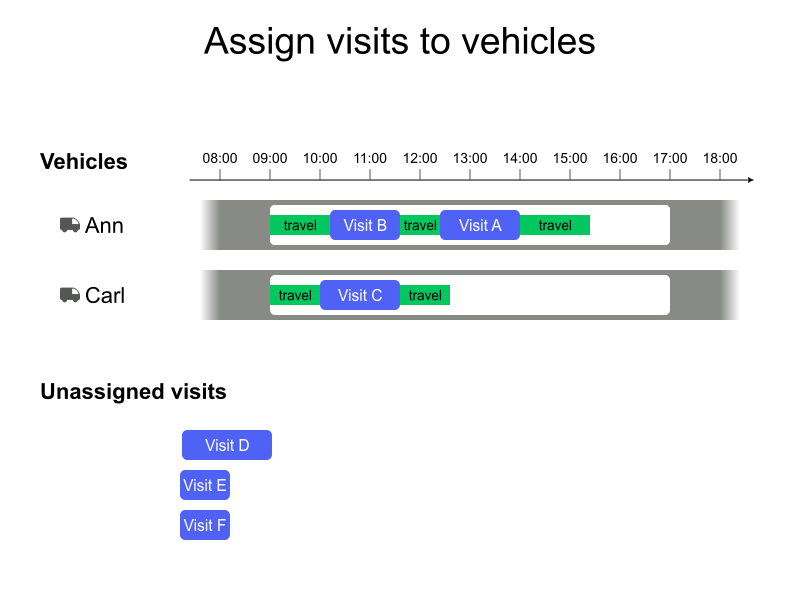 Assign visits to vehicles
Vehicles
08:00 09:00 10:00 11:00 12:00 13:00 14:00 15:00 16:00 17:00 18:00
Ann
travel Visit B travel Visit A travel
Carl
travel Visit C travel
Unassigned visits
Visit D
Visit E
Visit F